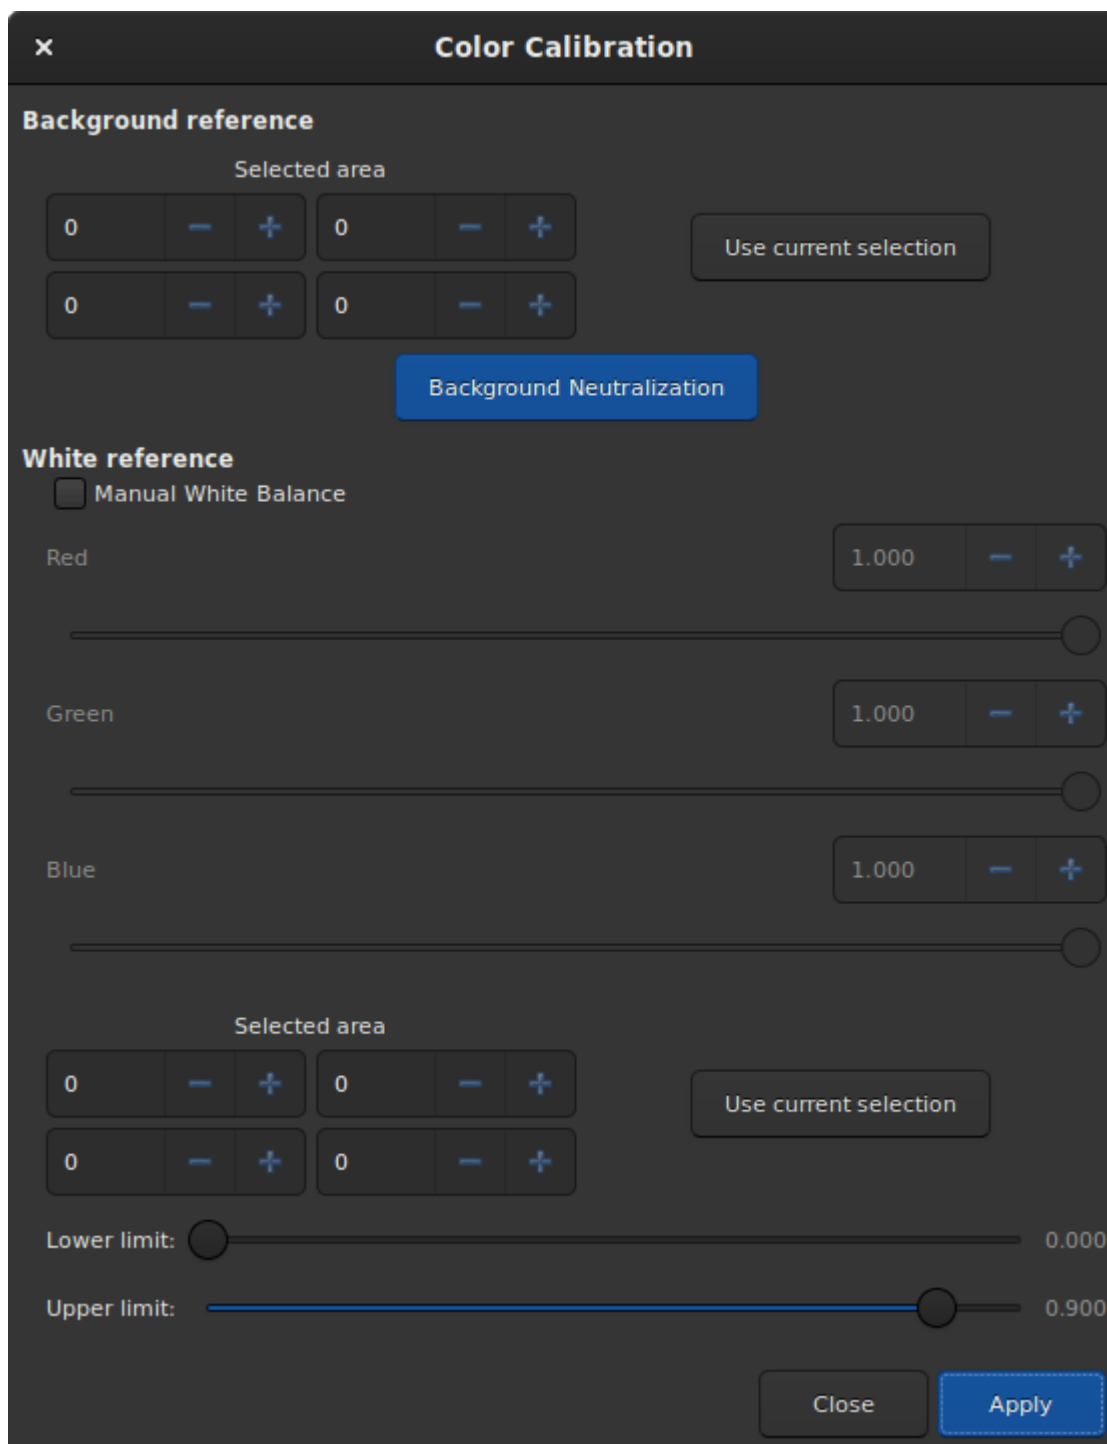 Color Calibration
Background reference
Selected area
0 0
Use current selection
0 0
Background Neutralization
White reference
Manual White Balance
Red 1.000
Green 1.000
Blue 1.000
Selected area
0 0
Use current selection
0 0
Lower limit: 0.000
Upper limit: 0.900
Close Apply